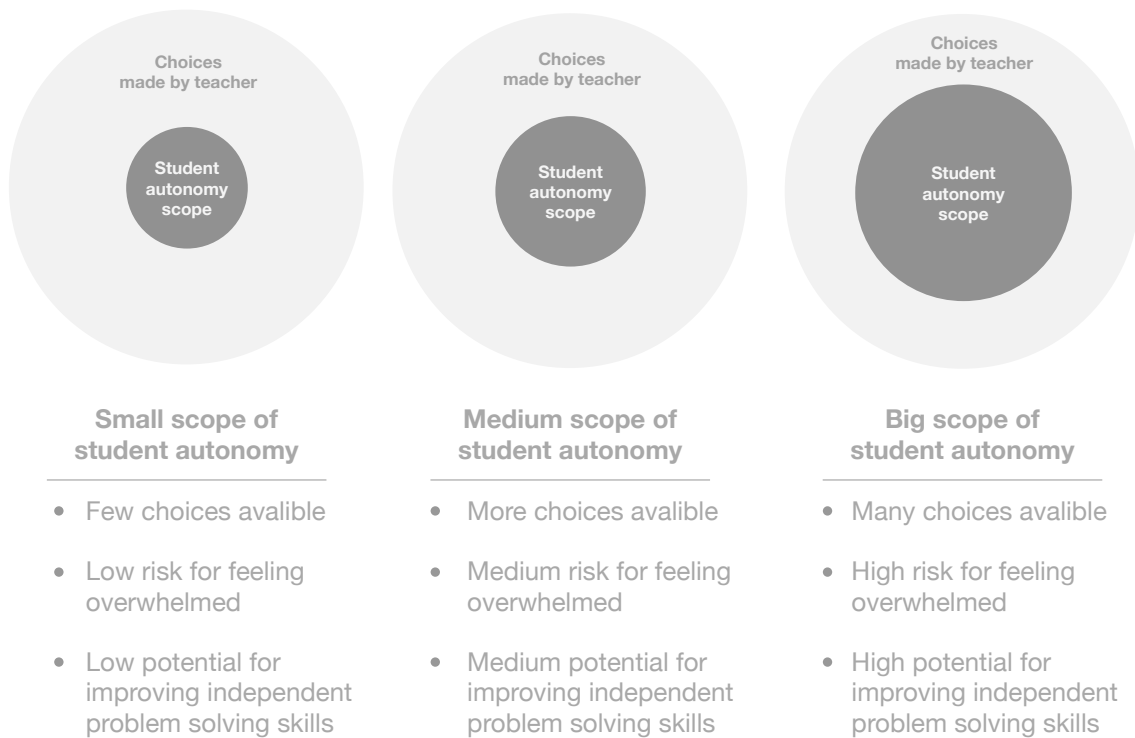 Choices
made by teacher
Student
autonomy
scope
Small scope of
student autonomy
• Few choices avalible
• Low risk for feeling
overwhelmed
• Low potential for
improving independent
problem solving skills
Choices
made by teacher
Student
autonomy
scope
Medium scope of
student autonomy
• More choices avalible
• Medium risk for feeling
overwhelmed
• Medium potential for
improving independent
problem solving skills
Choices
made by teacher
Student
autonomy
scope
Big scope of
student autonomy
• Many choices avalible
• High risk for feeling
overwhelmed
• High potential for
improving independent
problem solving skills